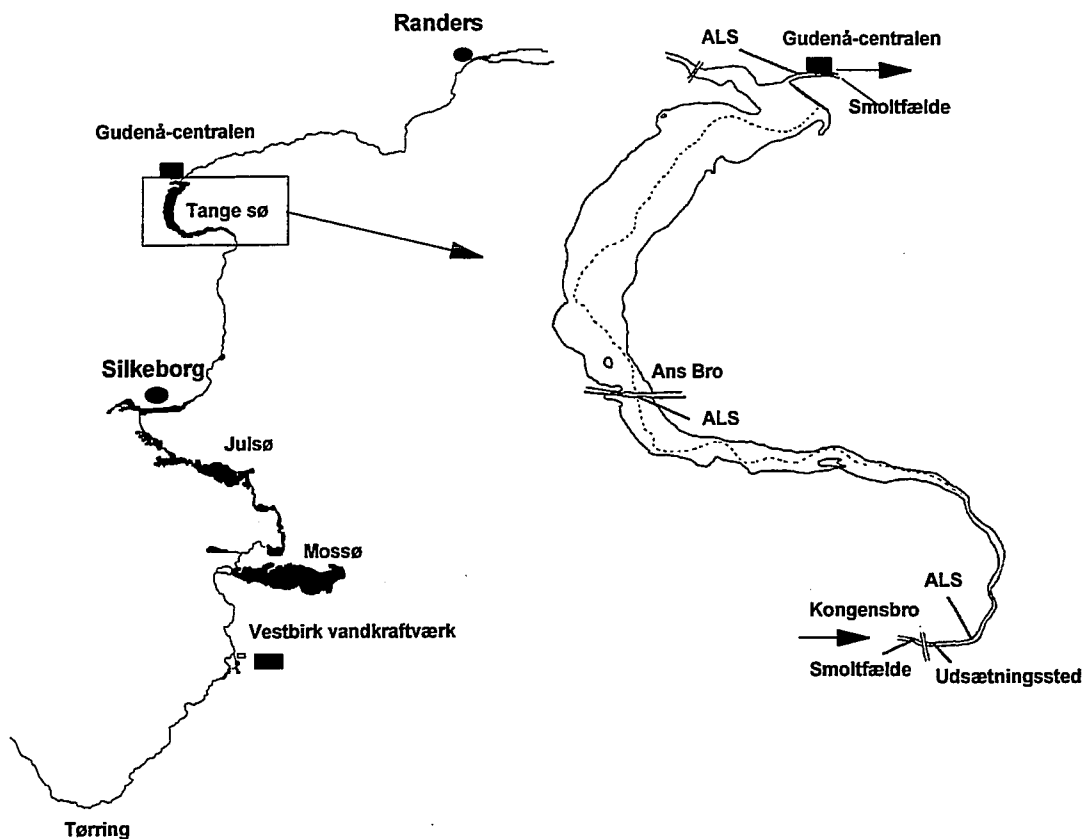 Randers
Gudenå-centralen
Tange sø
Silkeborg
Julsø
Mossø
Vestbirk vandkraftværk
Tørring
ALS
Gudenå-centralen
Smoltfælde
Ans Bro
ALS
ALS
Kongensbro
Smoltfælde
Udsætningssted